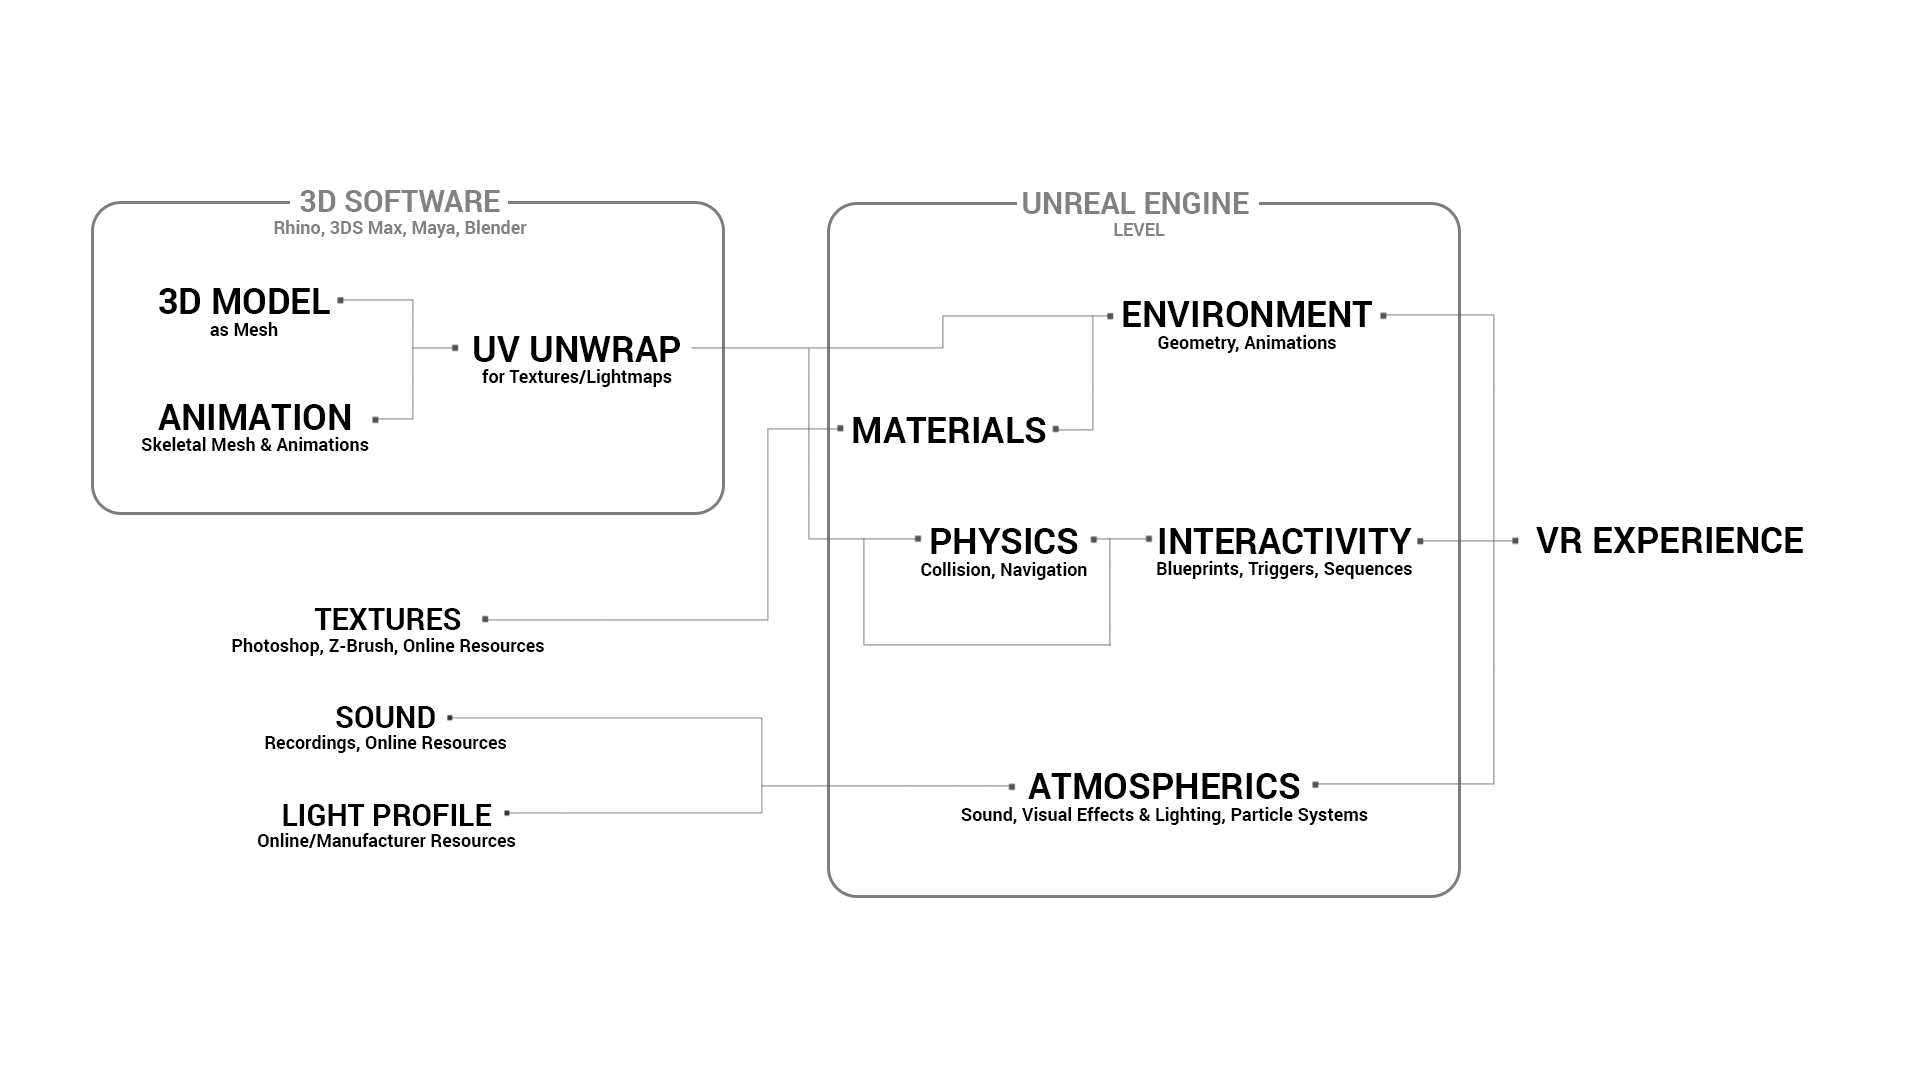 3D SOFTWARE
Rhino, 3DS Max, Maya, Blender
3D MODEL
as Mesh
UV UNWRAP
for Textures/Lightmaps
ANIMATION
Skeletal Mesh & Animations
TEXTURES
Photoshop, Z-Brush, Online Resources
SOUND
Recordings, Online Resources
LIGHT PROFILE
Online/Manufacturer Resources
UNREAL ENGINE
LEVEL
ENVIRONMENT
Geometry, Animations
MATERIALS
PHYSICS
Collision, Navigation
INTERACTIVITY
Blueprints, Triggers, Sequences
ATMOSPHERICS
Sound, Visual Effects & Lighting, Particle Systems
VR EXPERIENCE